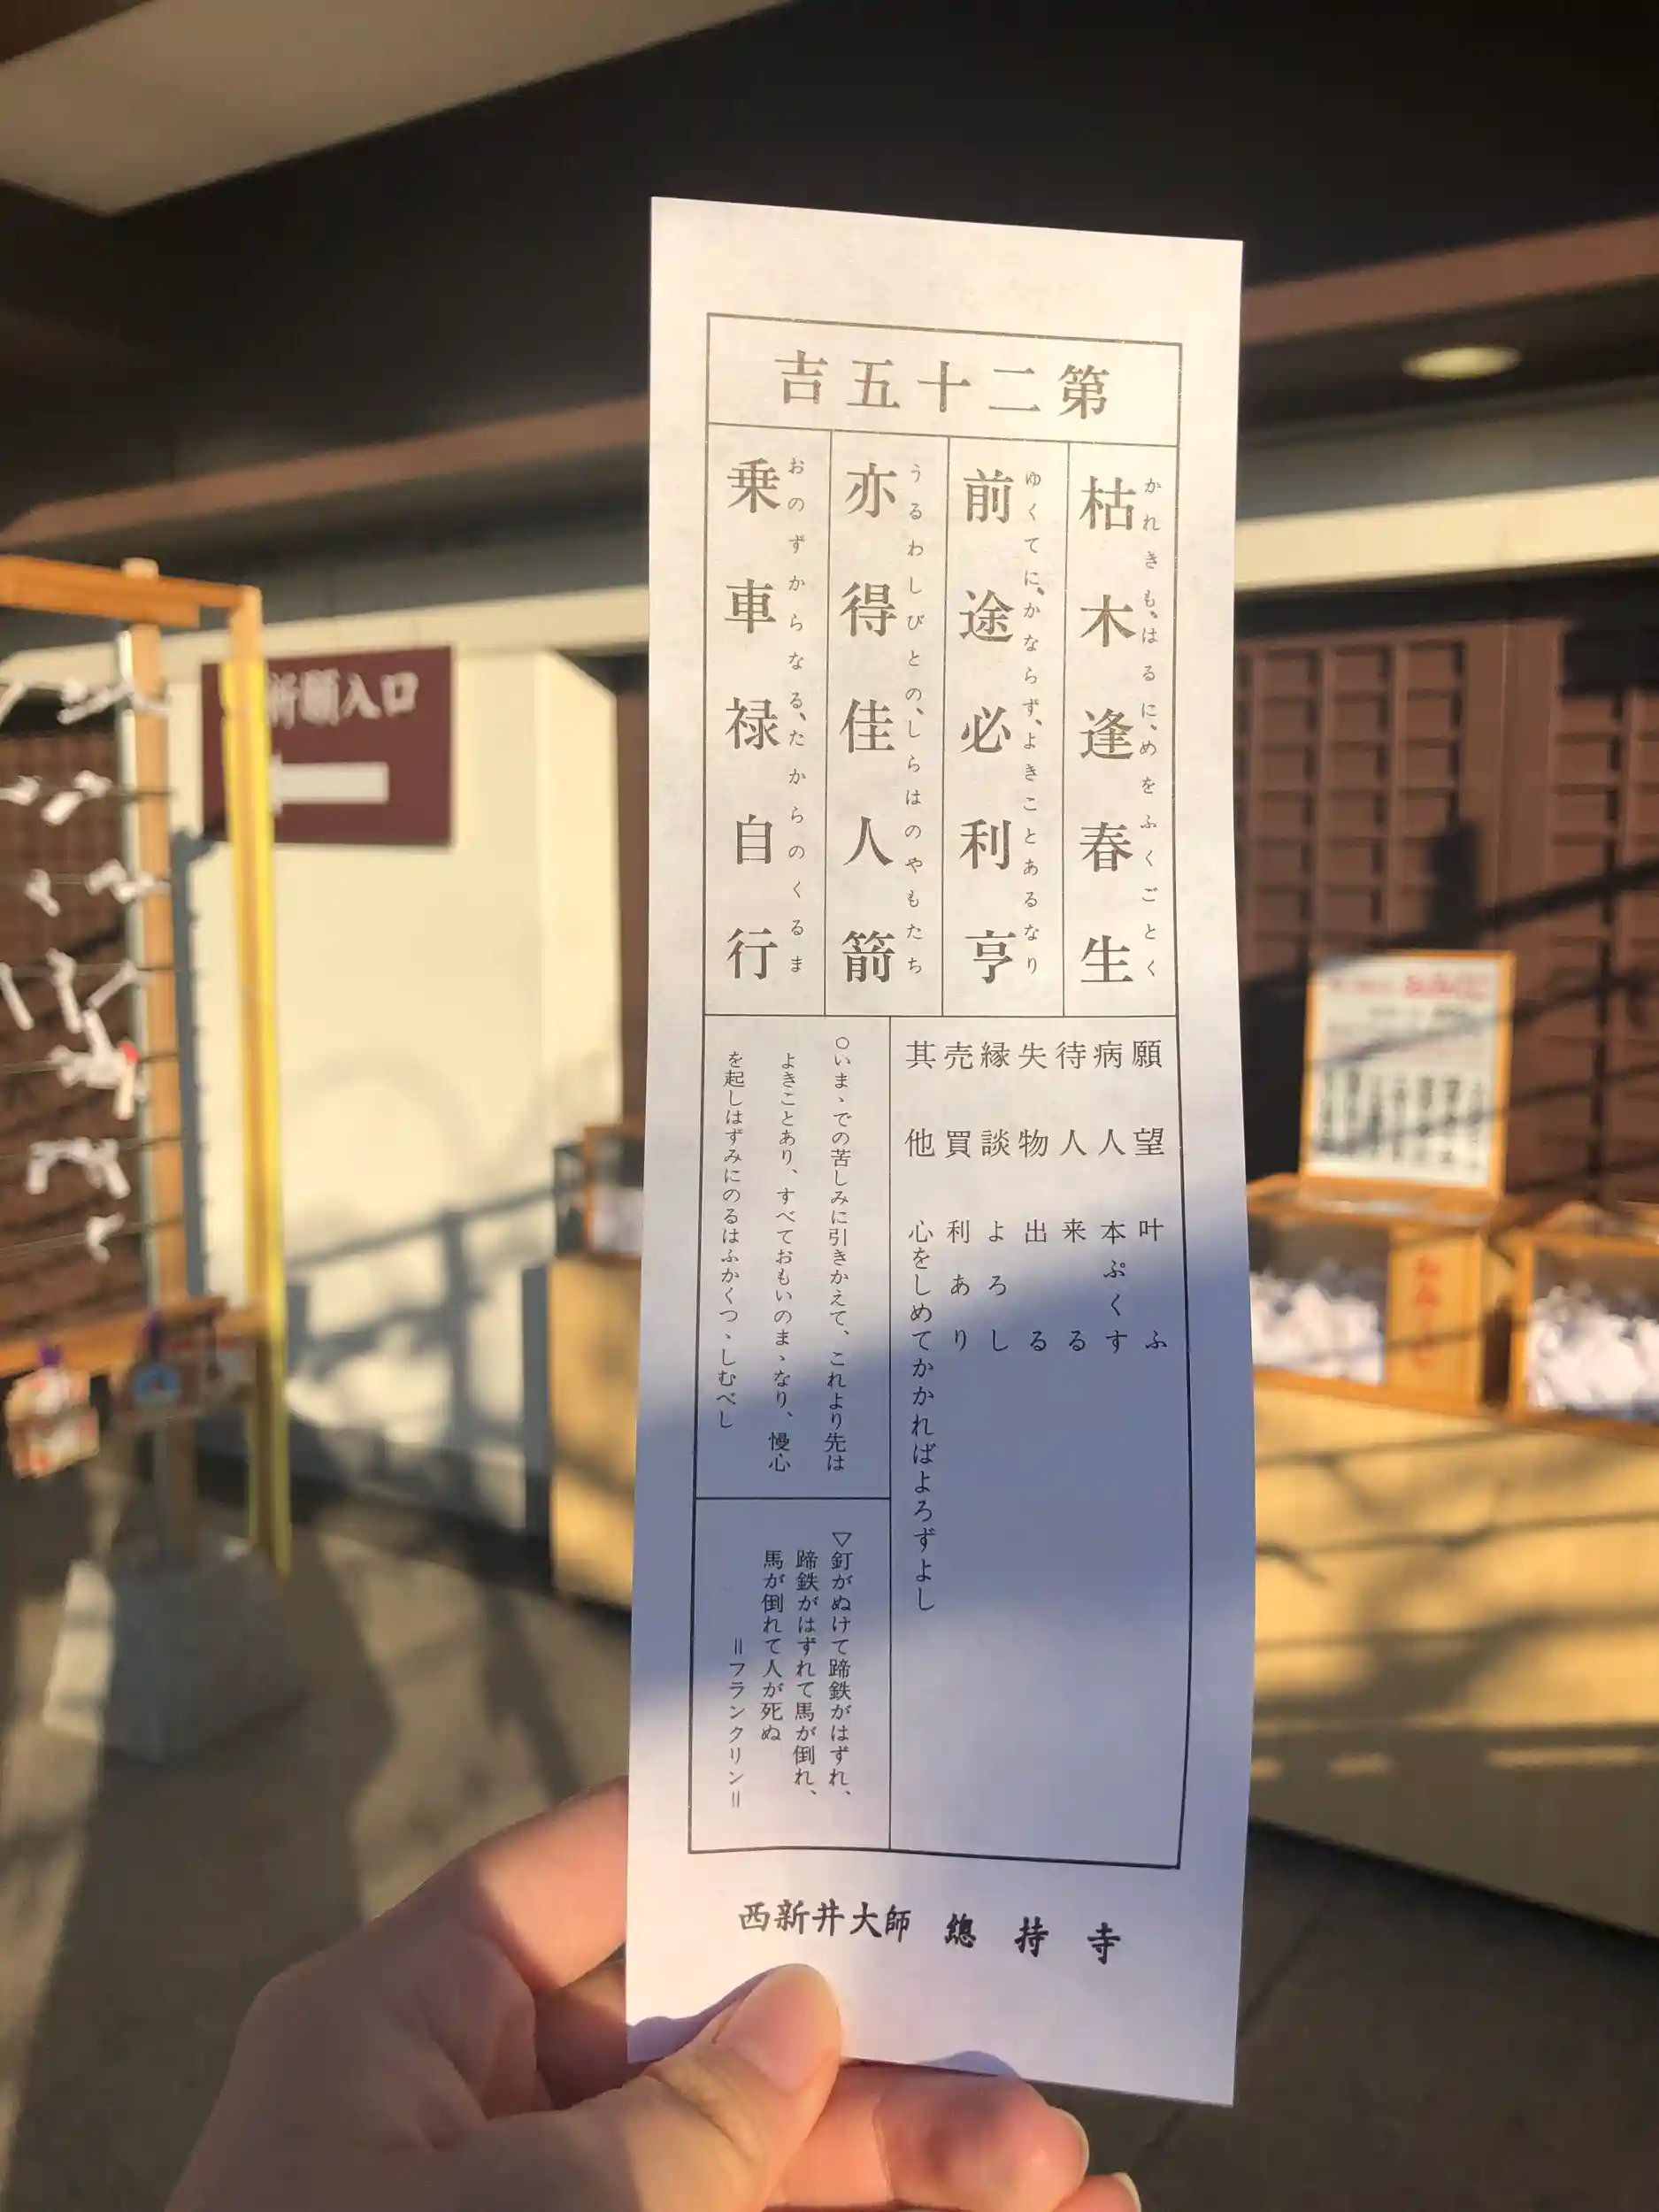 第二十五吉
枯木逢春生
かれきも、はるに、めをふくごとく
前途必利亨
ゆくてに、かならず、よきことあるなり
亦得佳人箭
うるわしびとの、しらはのやもたち
乗車禄自行
おのずからなる、たからのくるま
願望 叶ふ
病人 本ぷくす
待人 来る
失物 出る
縁談 よろし
売買 利あり
其他 心をしめてかかればよろずよし
○いまゝでの苦しみに引きかえて、これより先は
よきことあり、すべておもいのまゝなり、慢心
を起しはずみにのるはふかくつゝしむべし
▽釘がぬけて蹄鉄がはずれ、
蹄鉄がはずれて馬が倒れ、
馬が倒れて人が死ぬ
=フランクリン=
西新井大師 總持寺
祈願入口
おみくじ